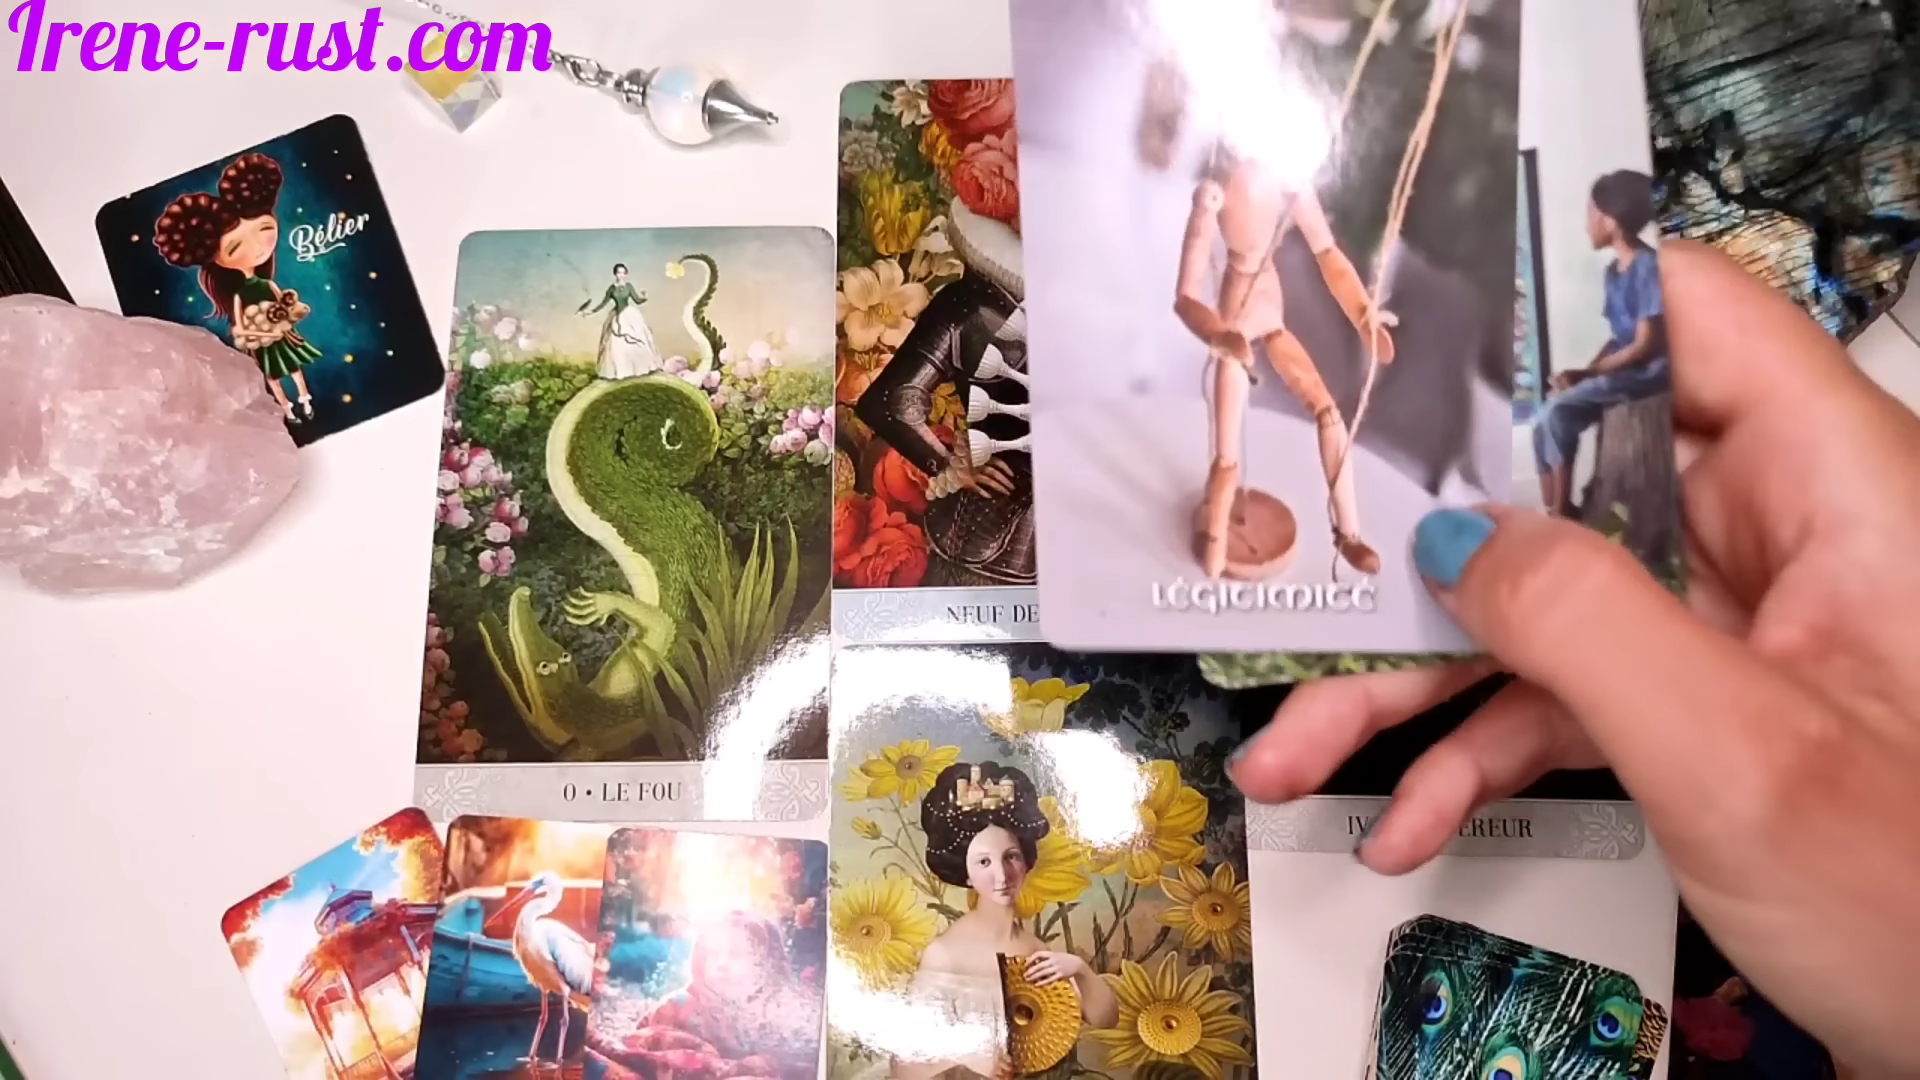 Irene-rust.com
Bélier
NEUF DE
LÉGITIMITÉ
0 • LE FOU
IV
EREUR